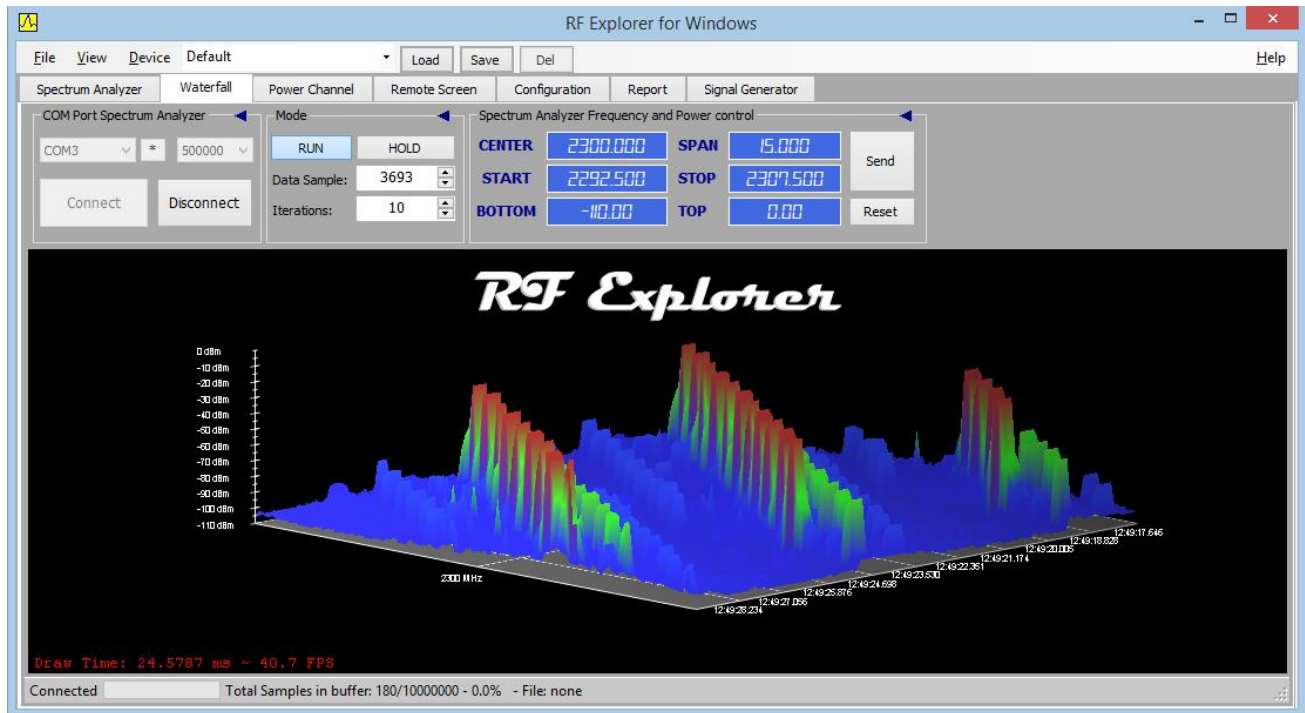 RF Explorer for Windows
File View Device Default Load Save Del Help
Spectrum Analyzer Waterfall Power Channel Remote Screen Configuration Report Signal Generator
COM Port Spectrum Analyzer Mode Spectrum Analyzer Frequency and Power control
COM3 * 500000 RUN HOLD CENTER 2300.000 SPAN 15.000 Send
Data Sample: 3693 START 2292.500 STOP 2307.500
Connect Disconnect
Iterations: 10 BOTTOM -110.00 TOP 0.00 Reset
RF Explorer
0 dBm
-10 dBm
-20 dBm
-30 dBm
-40 dBm
-50 dBm
-60 dBm
-70 dBm
-80 dBm
-90 dBm
-100 dBm
-110 dBm
2300 MHz
12:49:17.646
12:49:18.828
12:49:20.005
12:49:21.174
12:49:22.361
12:49:23.530
12:49:24.698
12:49:25.876
12:49:27.056
12:49:28.234
Draw Time: 24.5787 ms ~ 40.7 FPS
Connected Total Samples in buffer: 180/10000000 - 0.0% - File: none